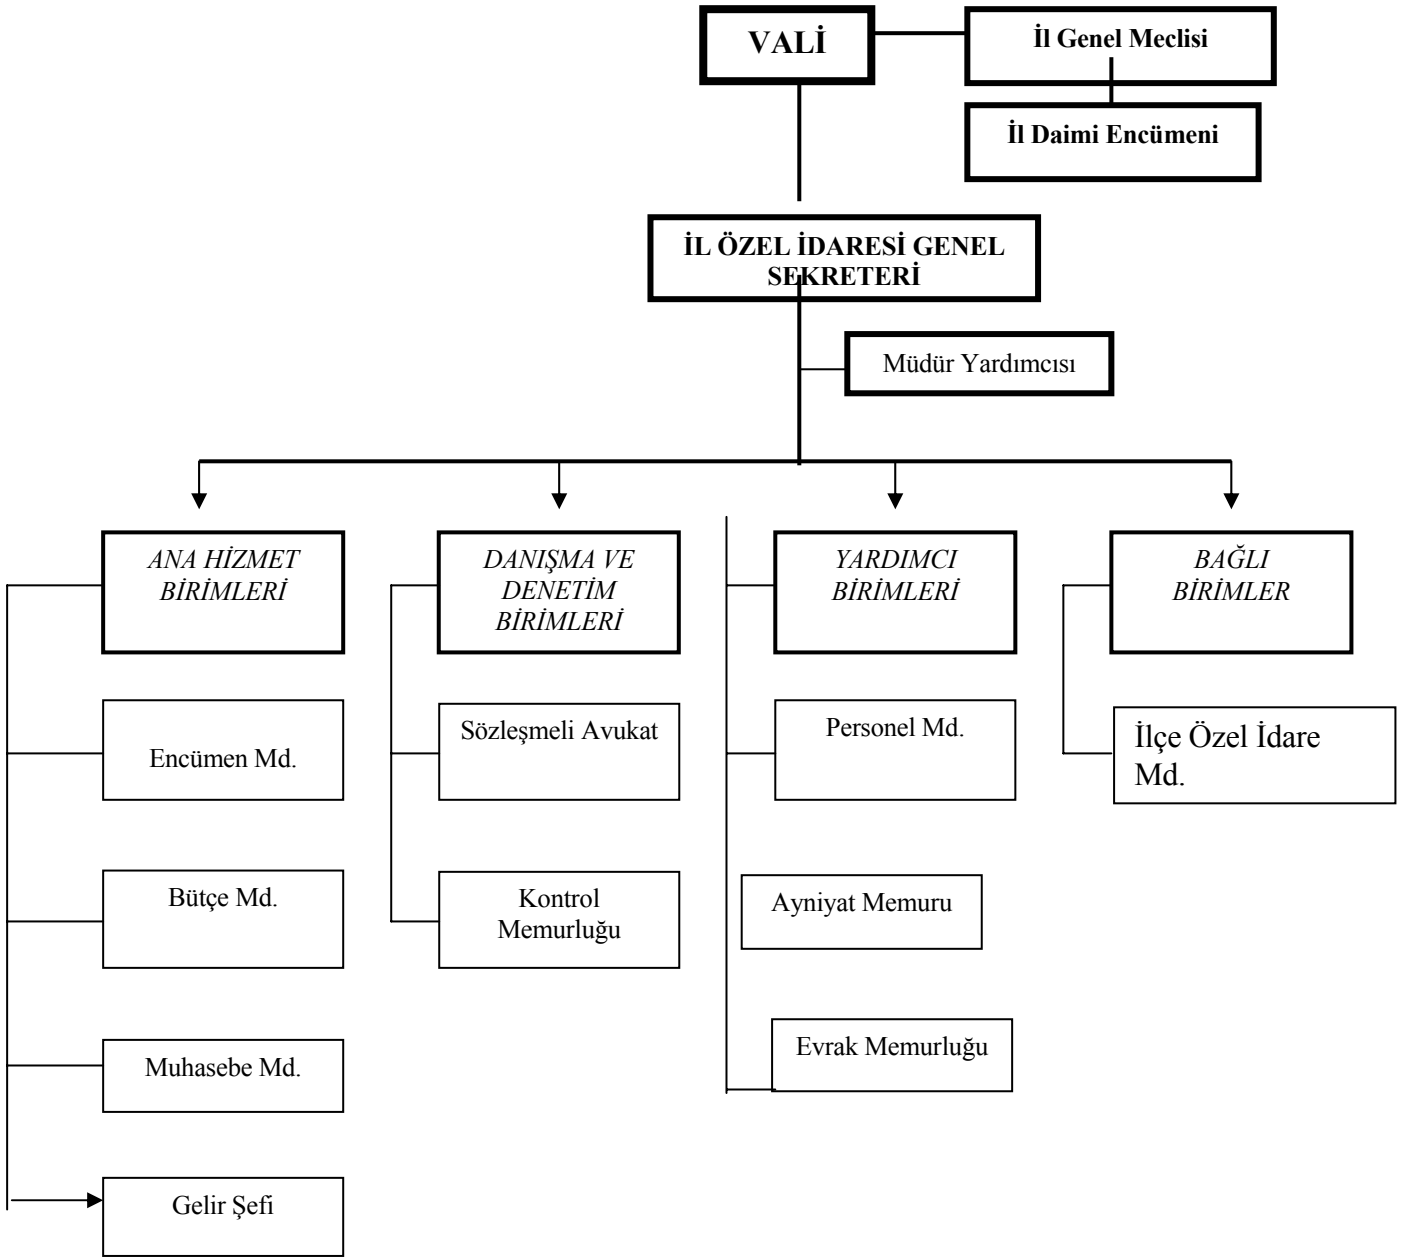 VALİ
İl Genel Meclisi
İl Daimi Encümeni
İL ÖZEL İDARESİ GENEL
SEKRETERİ
Müdür Yardımcısı
ANA HİZMET
BİRİMLERİ
DANIŞMA VE
DENETİM
BİRİMLERİ
YARDIMCI
BİRİMLERİ
BAĞLI
BİRİMLER
Encümen Md.
Sözleşmeli Avukat
Personel Md.
İlçe Özel İdare
Md.
Bütçe Md.
Kontrol
Memurluğu
Ayniyat Memuru
Muhasebe Md.
Evrak Memurluğu
Gelir Şefi